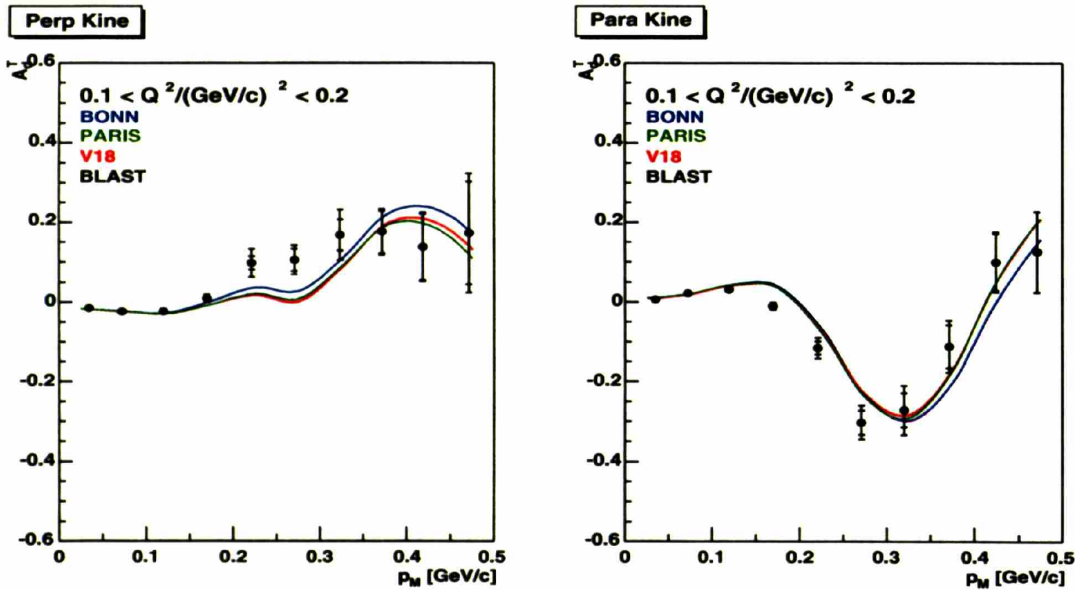 Perp Kine
A_d^T
0.6
0.1 < Q ²/(GeV/c) ² < 0.2
BONN
PARIS
V18
BLAST
0.4
0.2
0
-0.2
-0.4
-0.6
0 0.1 0.2 0.3 0.4 0.5
p_M [GeV/c]
Para Kine
A_d^T
0.6
0.1 < Q ²/(GeV/c) ² < 0.2
BONN
PARIS
V18
BLAST
0.4
0.2
0
-0.2
-0.4
-0.6
0 0.1 0.2 0.3 0.4 0.5
p_M [GeV/c]